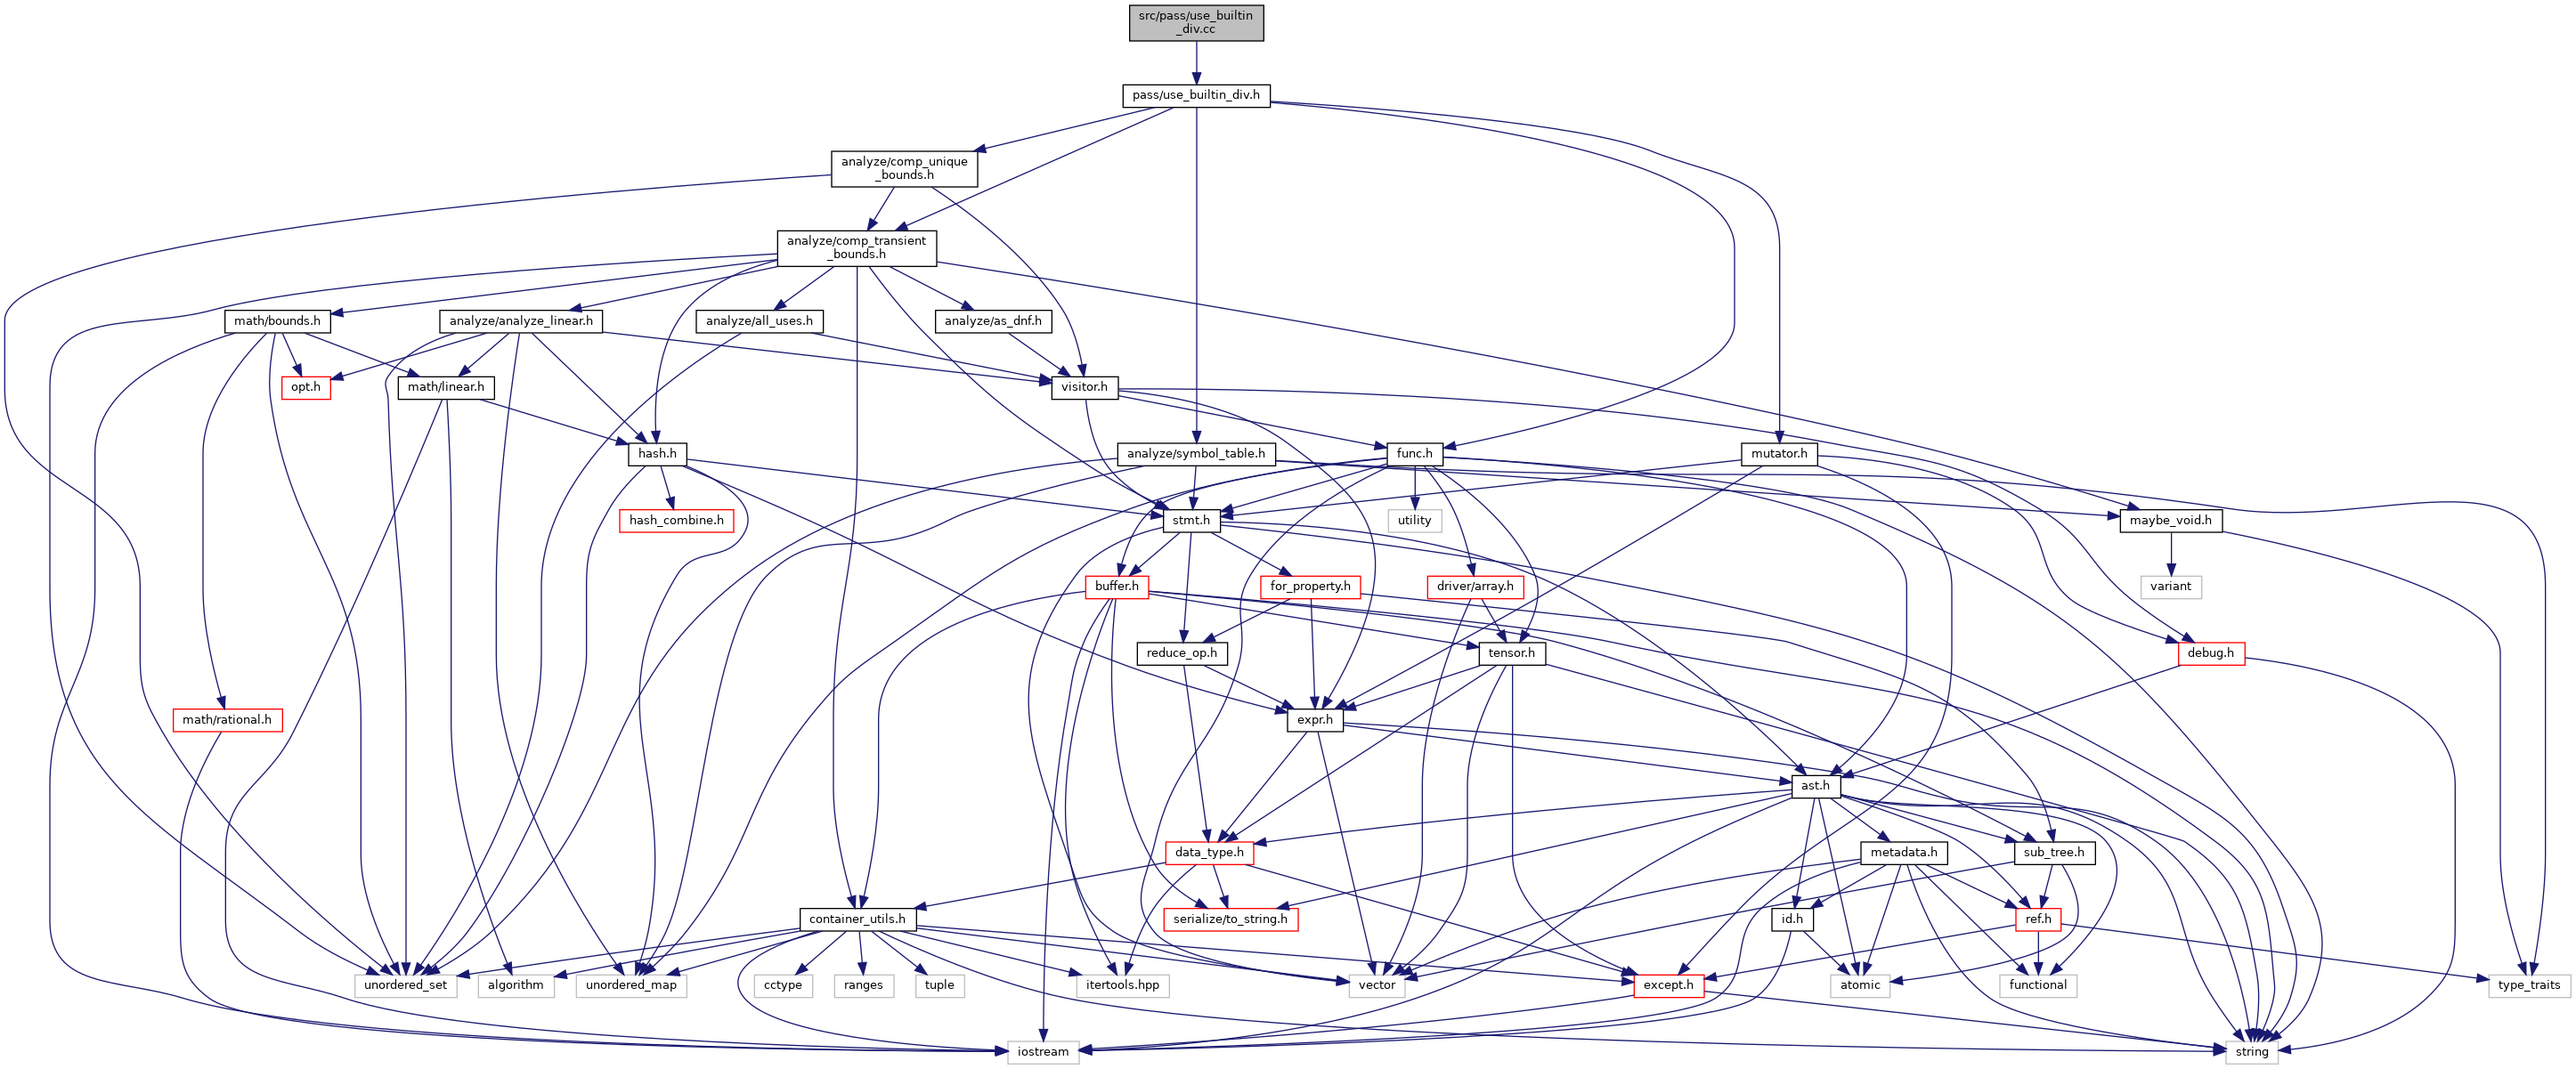 src/pass/use_builtin
_div.cc
pass/use_builtin_div.h
analyze/comp_unique
_bounds.h
analyze/comp_transient
_bounds.h
math/bounds.h
analyze/analyze_linear.h
analyze/all_uses.h
analyze/as_dnf.h
opt.h
math/linear.h
visitor.h
hash.h
analyze/symbol_table.h
func.h
mutator.h
hash_combine.h
stmt.h
utility
maybe_void.h
buffer.h
for_property.h
driver/array.h
variant
reduce_op.h
tensor.h
debug.h
math/rational.h
expr.h
ast.h
data_type.h
metadata.h
sub_tree.h
container_utils.h
serialize/to_string.h
id.h
ref.h
unordered_set
algorithm
unordered_map
cctype
ranges
tuple
itertools.hpp
vector
except.h
atomic
functional
type_traits
iostream
string